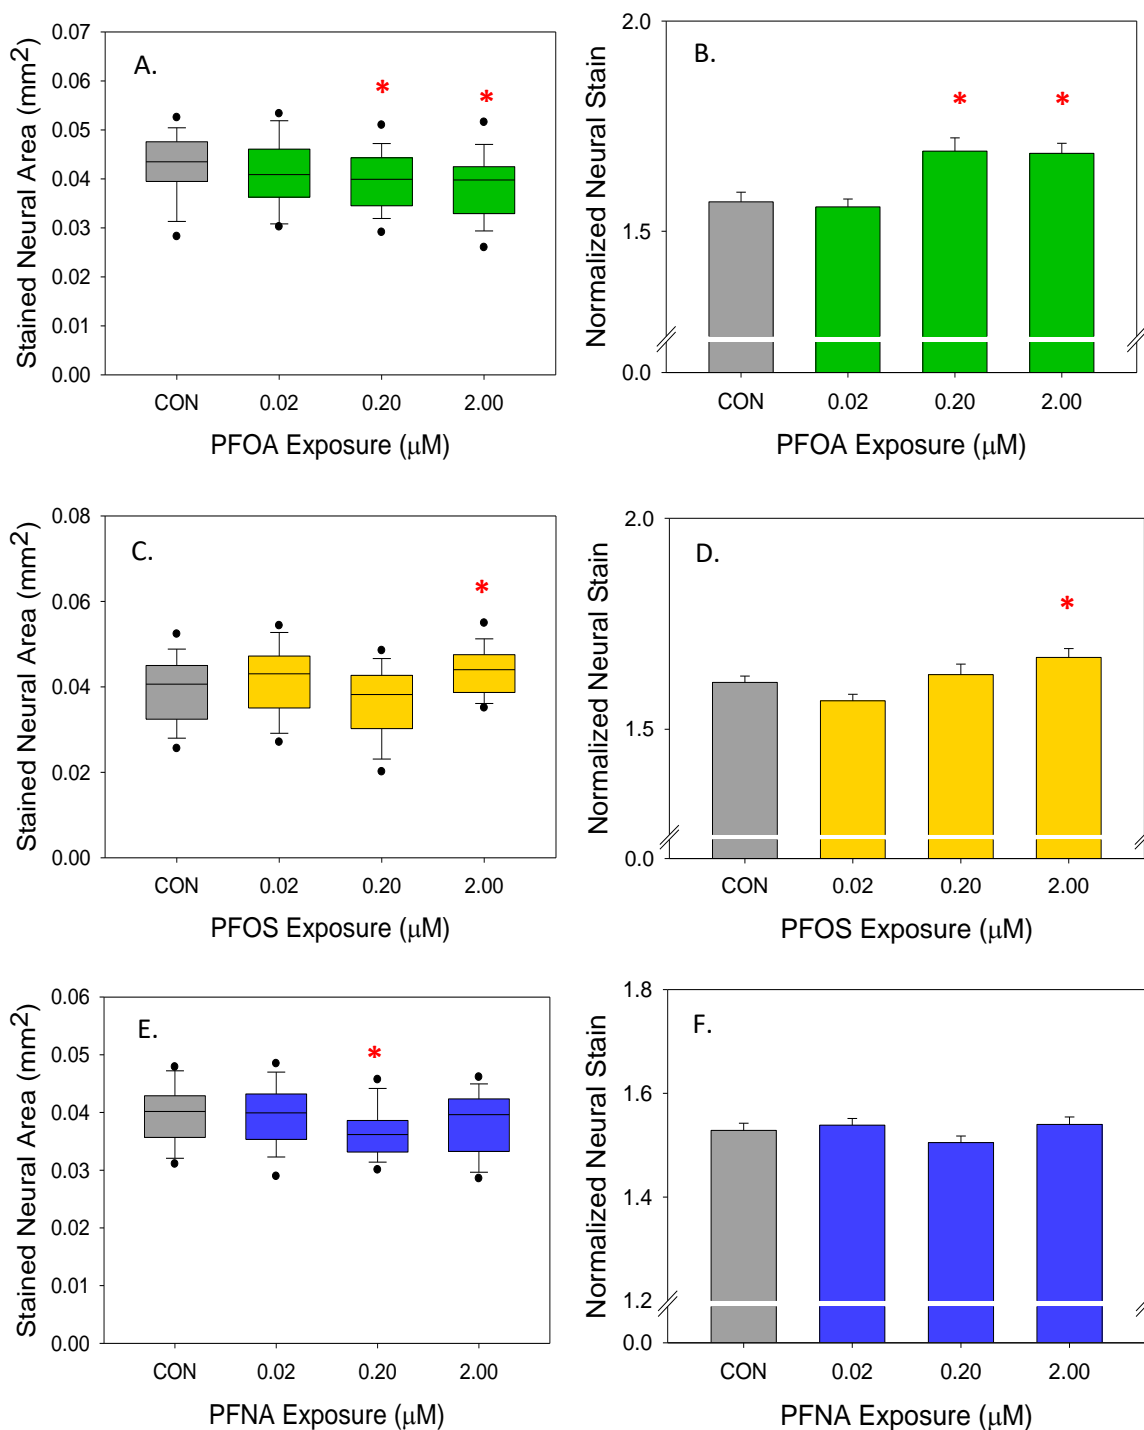 A.
Stained Neural Area (mm2)
0.07
0.06
0.05
0.04
0.03
0.02
0.01
0.00
* *
CON 0.02 0.20 2.00
PFOA Exposure (μM)
B.
Normalized Neural Stain
2.0
1.5
0.0
* *
CON 0.02 0.20 2.00
PFOA Exposure (μM)
C.
Stained Neural Area (mm2)
0.08
0.06
0.04
0.02
0.00
*
CON 0.02 0.20 2.00
PFOS Exposure (μM)
D.
Normalized Neural Stain
2.0
1.5
0.0
*
CON 0.02 0.20 2.00
PFOS Exposure (μM)
E.
Stained Neural Area (mm2)
0.06
0.05
0.04
0.03
0.02
0.01
0.00
*
CON 0.02 0.20 2.00
PFNA Exposure (μM)
F.
Normalized Neural Stain
1.8
1.6
1.4
1.2
0.0
CON 0.02 0.20 2.00
PFNA Exposure (μM)